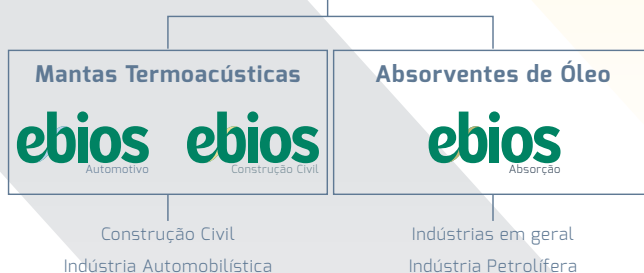 Mantas Termoacústicas
ebios
Automotivo
ebios
Construção Civil
Construção Civil
Indústria Automobilística
Absorventes de Óleo
ebios
Absorção
Indústrias em geral
Indústria Petrolífera